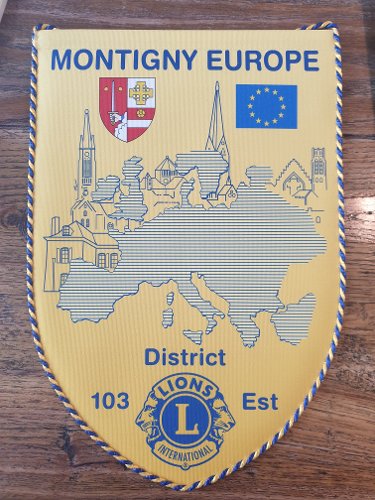 MONTIGNY EUROPE
District
103 Est
LIONS
L
INTERNATIONAL